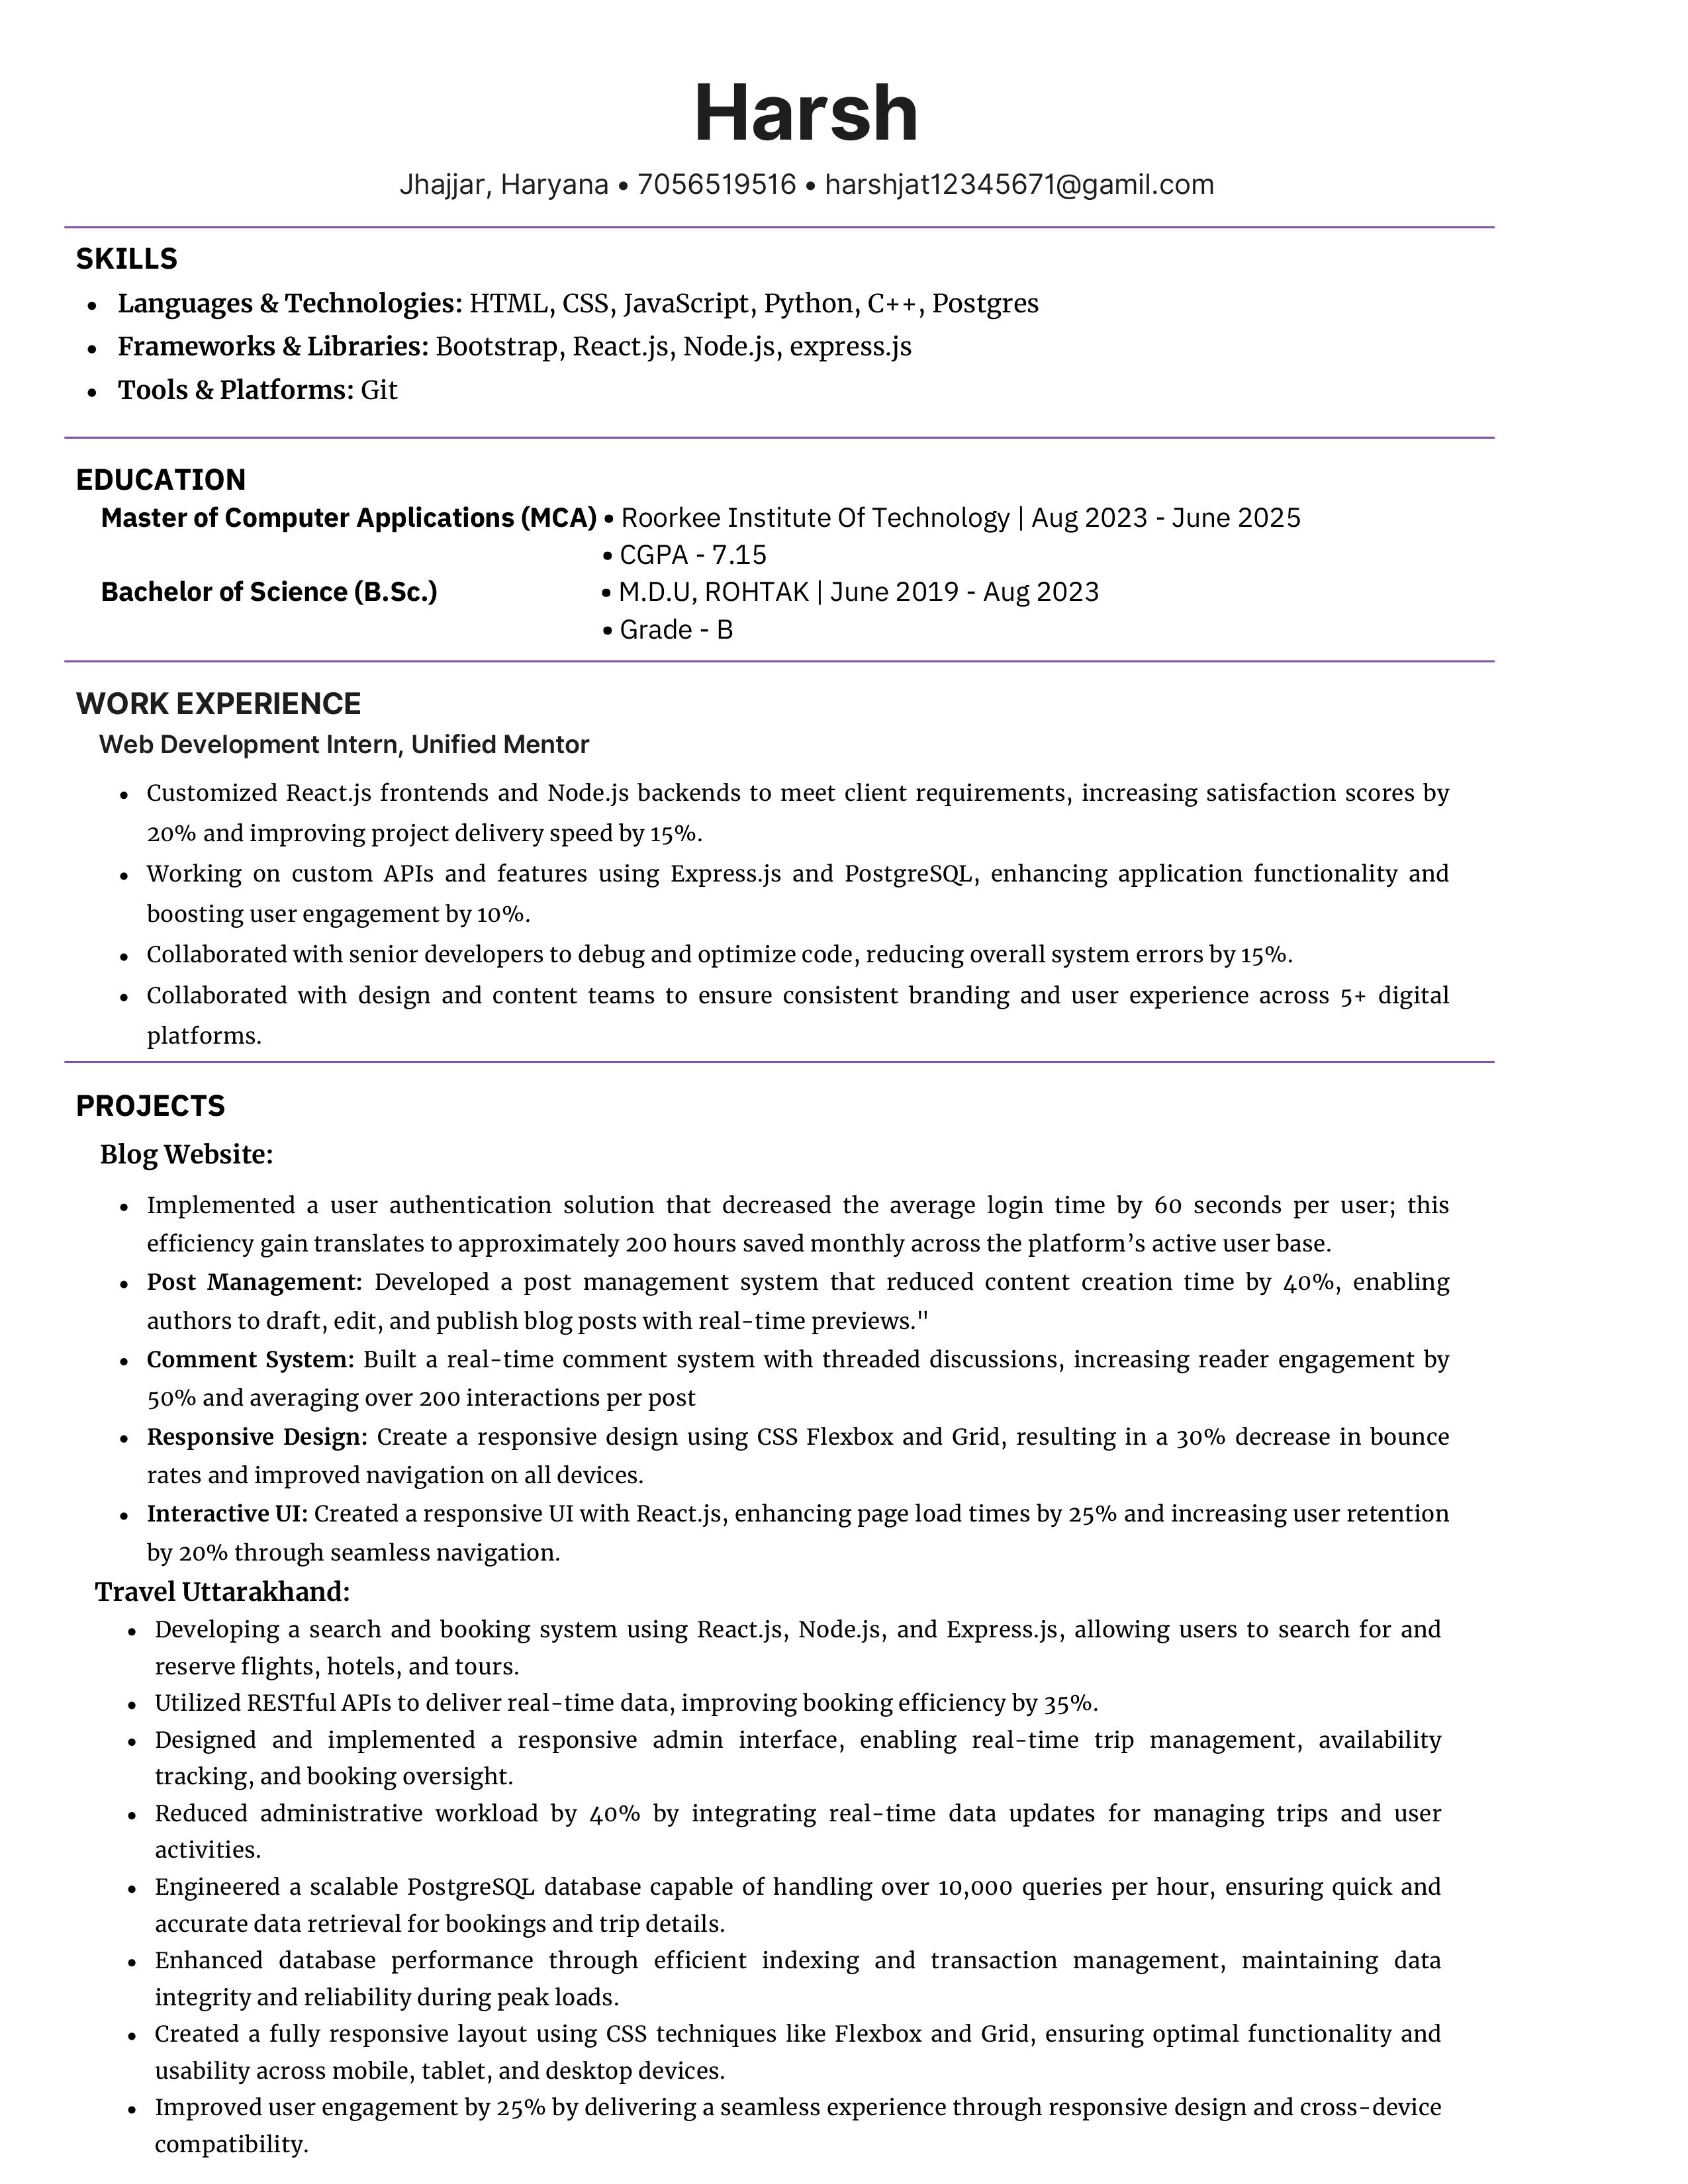 Harsh
Jhajjar, Haryana • 7056519516 • harshjat12345671@gamil.com
SKILLS
• Languages & Technologies: HTML, CSS, JavaScript, Python, C++, Postgres
• Frameworks & Libraries: Bootstrap, React.js, Node.js, express.js
• Tools & Platforms: Git
EDUCATION
Master of Computer Applications (MCA) • Roorkee Institute Of Technology | Aug 2023 - June 2025
• CGPA - 7.15
Bachelor of Science (B.Sc.) • M.D.U, ROHTAK | June 2019 - Aug 2023
• Grade - B
WORK EXPERIENCE
Web Development Intern, Unified Mentor
• Customized React.js frontends and Node.js backends to meet client requirements, increasing satisfaction scores by
20% and improving project delivery speed by 15%.
• Working on custom APIs and features using Express.js and PostgreSQL, enhancing application functionality and
boosting user engagement by 10%.
• Collaborated with senior developers to debug and optimize code, reducing overall system errors by 15%.
• Collaborated with design and content teams to ensure consistent branding and user experience across 5+ digital
platforms.
PROJECTS
Blog Website:
• Implemented a user authentication solution that decreased the average login time by 60 seconds per user; this
efficiency gain translates to approximately 200 hours saved monthly across the platform’s active user base.
• Post Management: Developed a post management system that reduced content creation time by 40%, enabling
authors to draft, edit, and publish blog posts with real-time previews."
• Comment System: Built a real-time comment system with threaded discussions, increasing reader engagement by
50% and averaging over 200 interactions per post
• Responsive Design: Create a responsive design using CSS Flexbox and Grid, resulting in a 30% decrease in bounce
rates and improved navigation on all devices.
• Interactive UI: Created a responsive UI with React.js, enhancing page load times by 25% and increasing user retention
by 20% through seamless navigation.
Travel Uttarakhand:
• Developing a search and booking system using React.js, Node.js, and Express.js, allowing users to search for and
reserve flights, hotels, and tours.
• Utilized RESTful APIs to deliver real-time data, improving booking efficiency by 35%.
• Designed and implemented a responsive admin interface, enabling real-time trip management, availability
tracking, and booking oversight.
• Reduced administrative workload by 40% by integrating real-time data updates for managing trips and user
activities.
• Engineered a scalable PostgreSQL database capable of handling over 10,000 queries per hour, ensuring quick and
accurate data retrieval for bookings and trip details.
• Enhanced database performance through efficient indexing and transaction management, maintaining data
integrity and reliability during peak loads.
• Created a fully responsive layout using CSS techniques like Flexbox and Grid, ensuring optimal functionality and
usability across mobile, tablet, and desktop devices.
• Improved user engagement by 25% by delivering a seamless experience through responsive design and cross-device
compatibility.